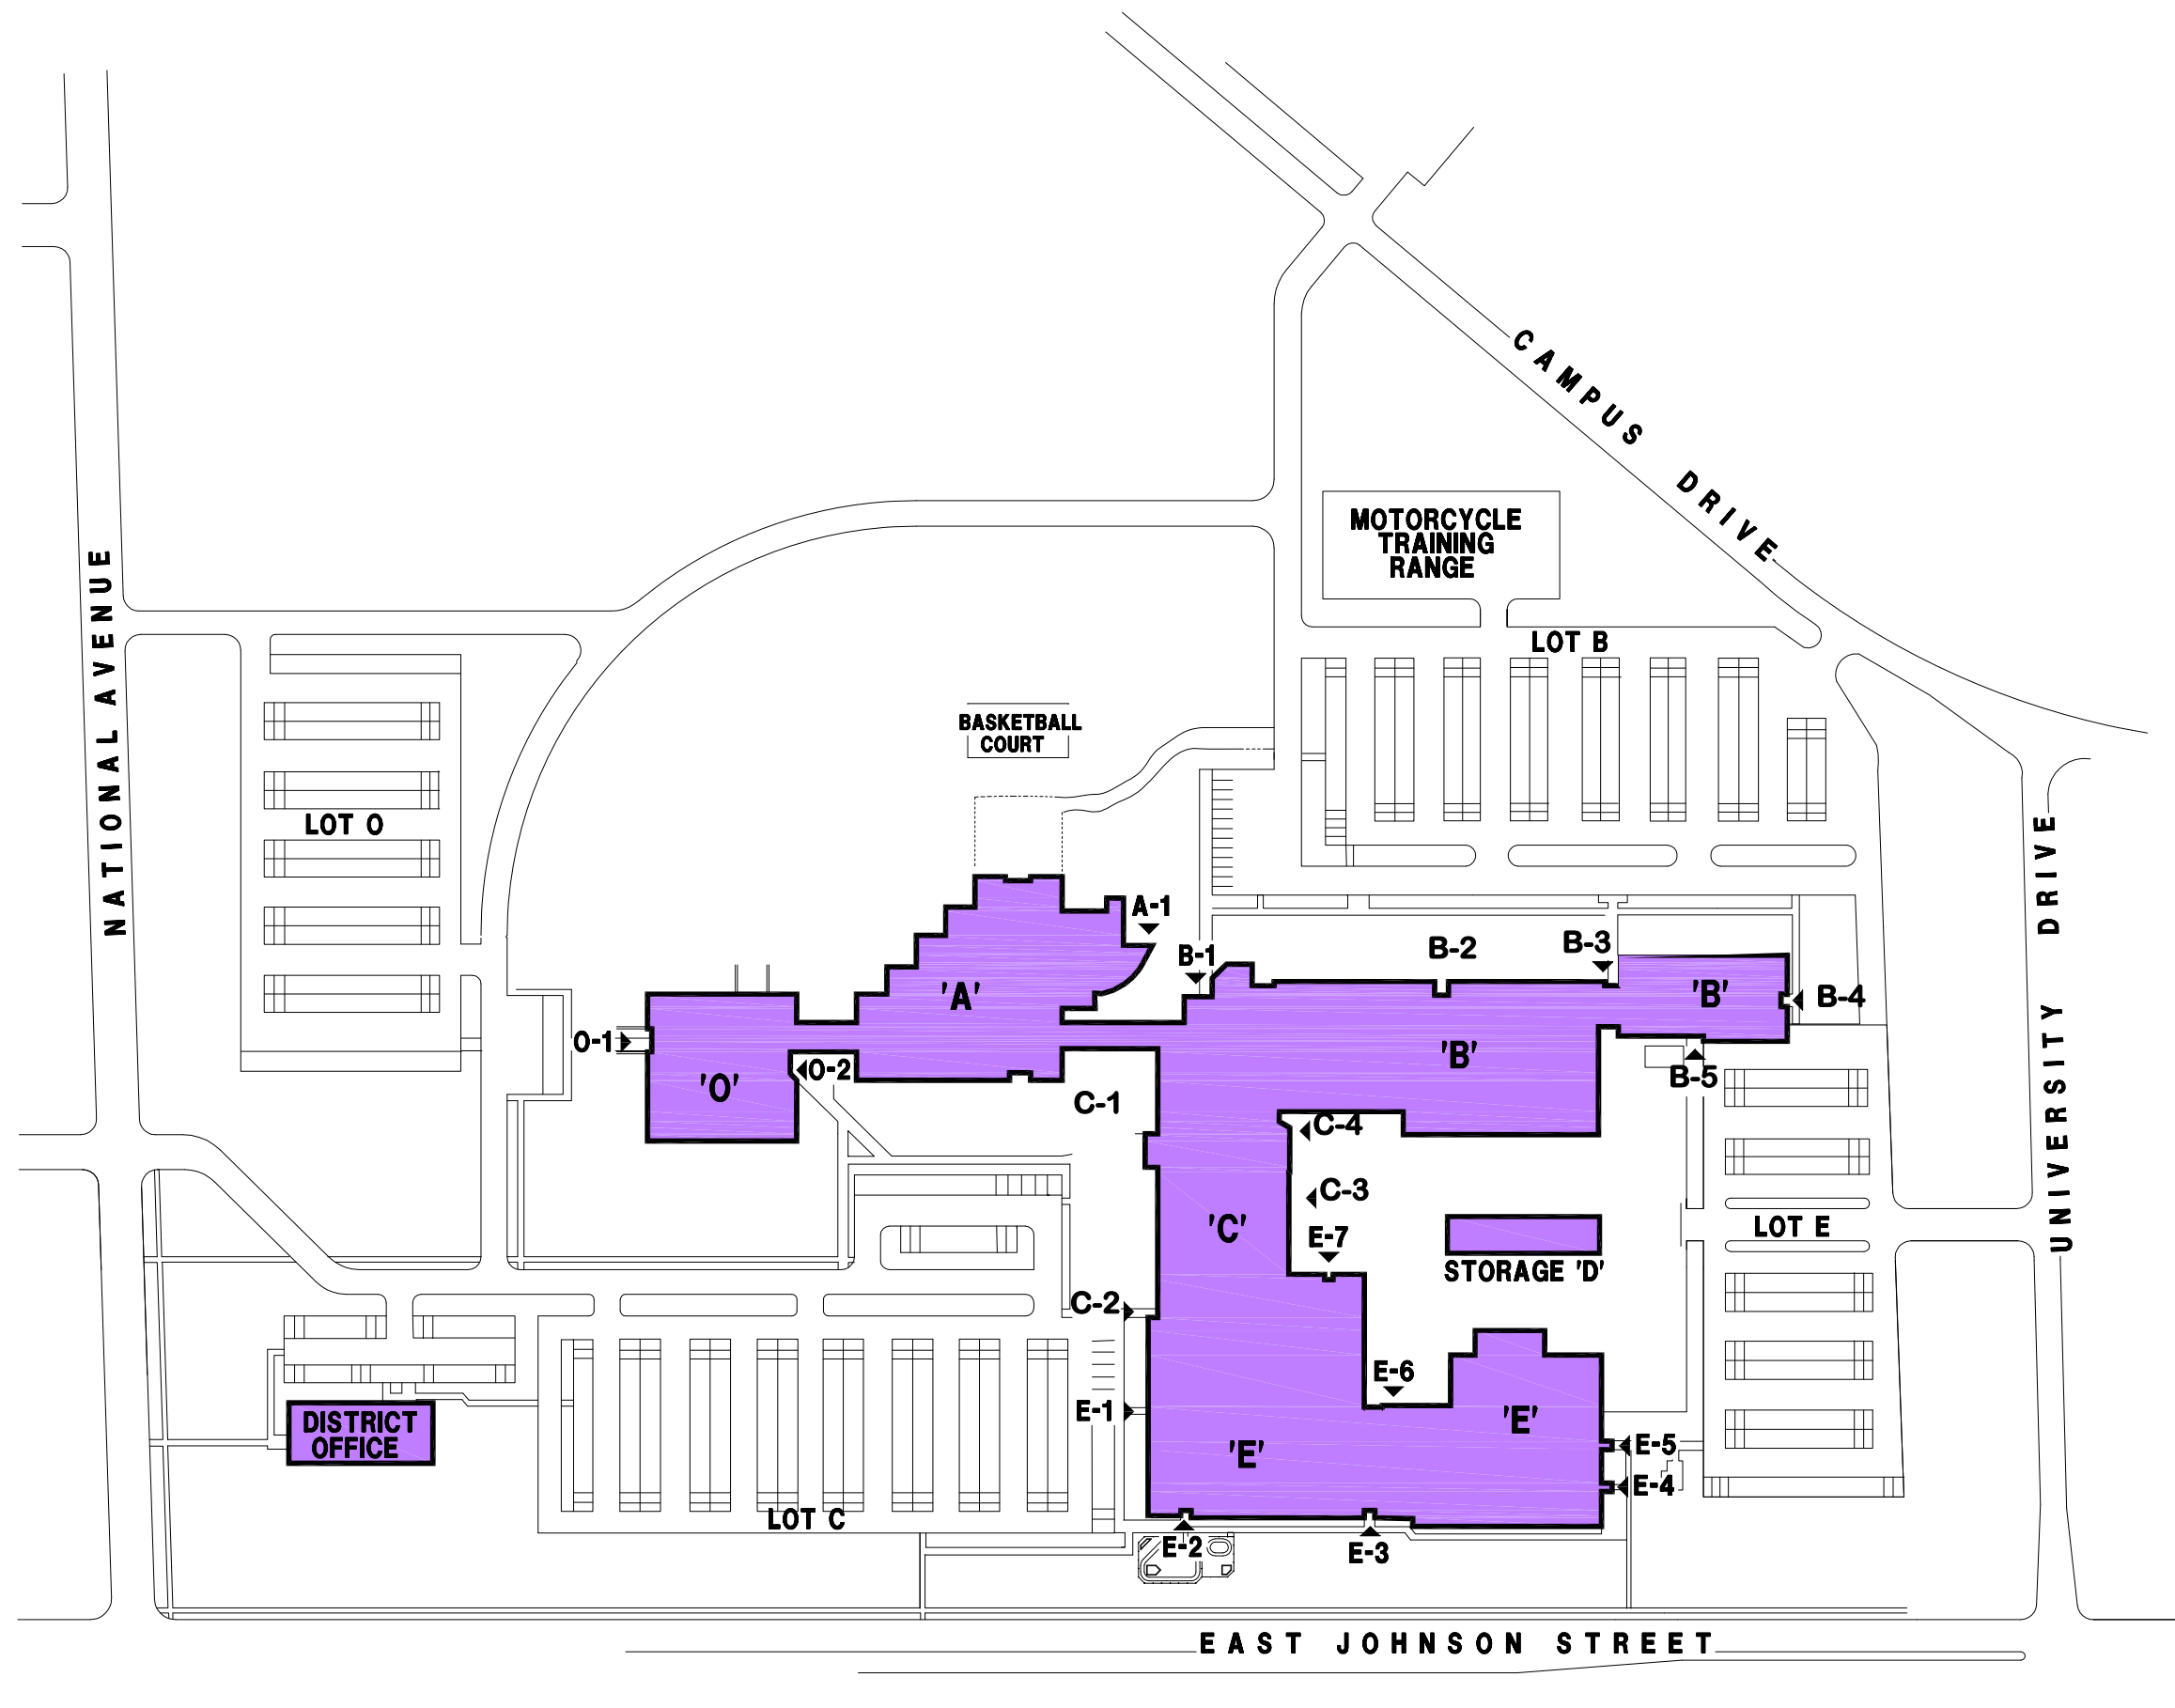 CAMPUS DRIVE
MOTORCYCLE
TRAINING
RANGE
LOT B
NATIONAL AVENUE
BASKETBALL
COURT
LOT O
UNIVERSITY DRIVE
A-1
B-1
B-2
B-3
'A'
'B'
B-4
O-1
'O'
O-2
'B'
B-5
C-1
C-4
C-3
'C'
E-7
LOT E
STORAGE 'D'
C-2
E-6
E-1
DISTRICT
OFFICE
'E'
'E'
E-5
E-4
LOT C
E-2
E-3
EAST JOHNSON STREET